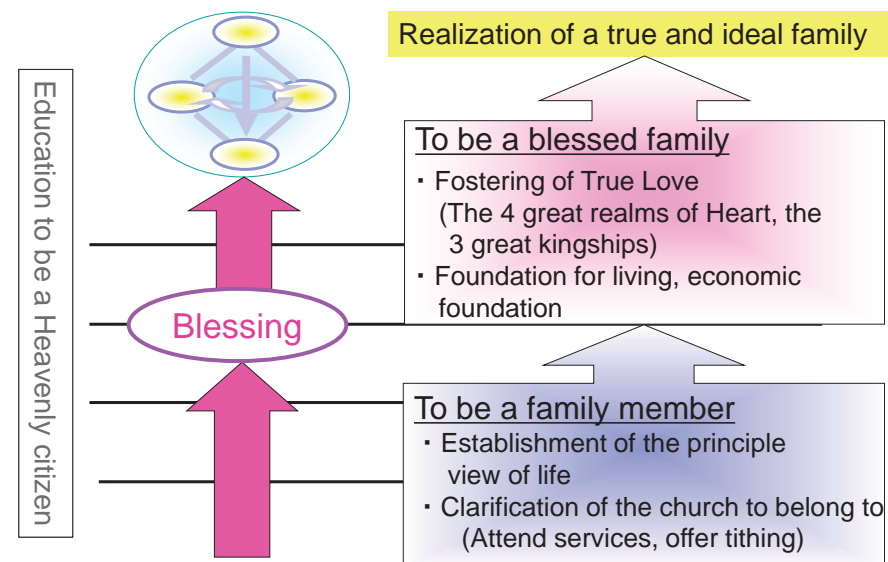 Education to be a Heavenly citizen
Blessing
Realization of a true and ideal family
To be a blessed family
・Fostering of True Love
(The 4 great realms of Heart, the
3 great kingships)
・Foundation for living, economic
foundation
To be a family member
・Establishment of the principle
view of life
・Clarification of the church to belong to
(Attend services, offer tithing)